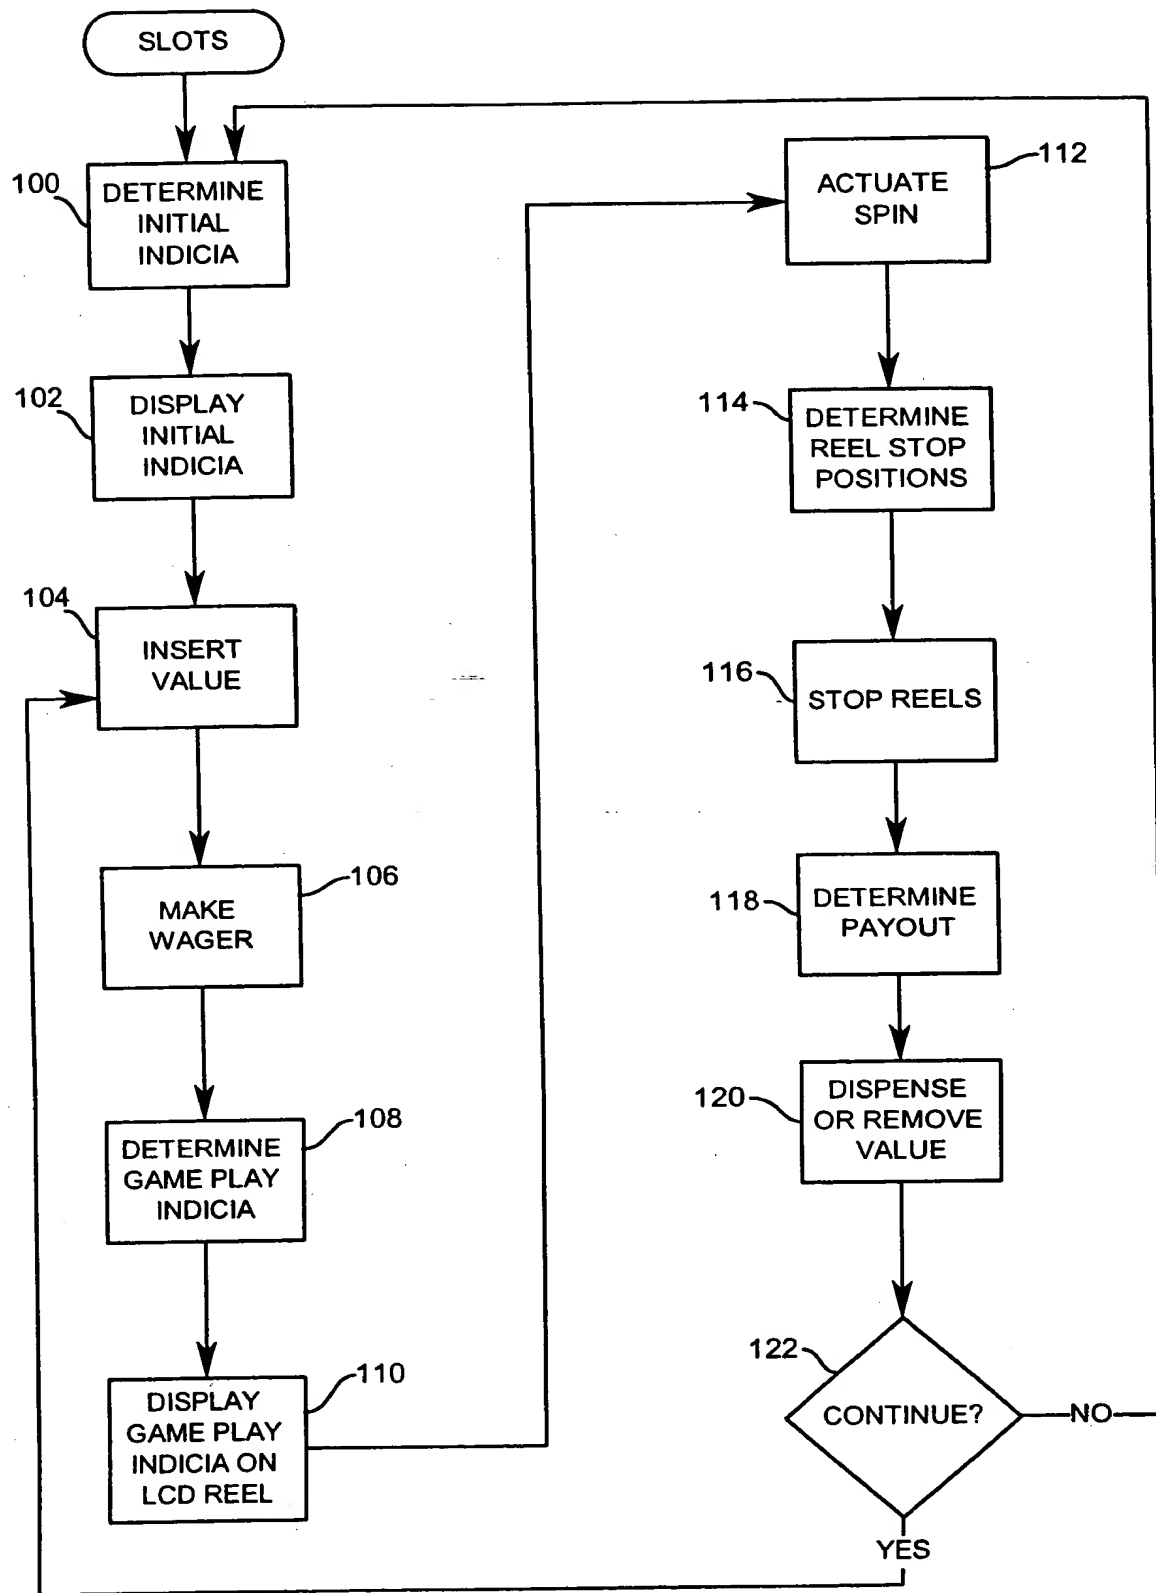 SLOTS
100
DETERMINE
INITIAL
INDICIA
102
DISPLAY
INITIAL
INDICIA
104
INSERT
VALUE
106
MAKE
WAGER
108
DETERMINE
GAME PLAY
INDICIA
110
DISPLAY
GAME PLAY
INDICIA ON
LCD REEL
112
ACTUATE
SPIN
114
DETERMINE
REEL STOP
POSITIONS
116
STOP REELS
118
DETERMINE
PAYOUT
120
DISPENSE
OR REMOVE
VALUE
122
CONTINUE?
NO
YES